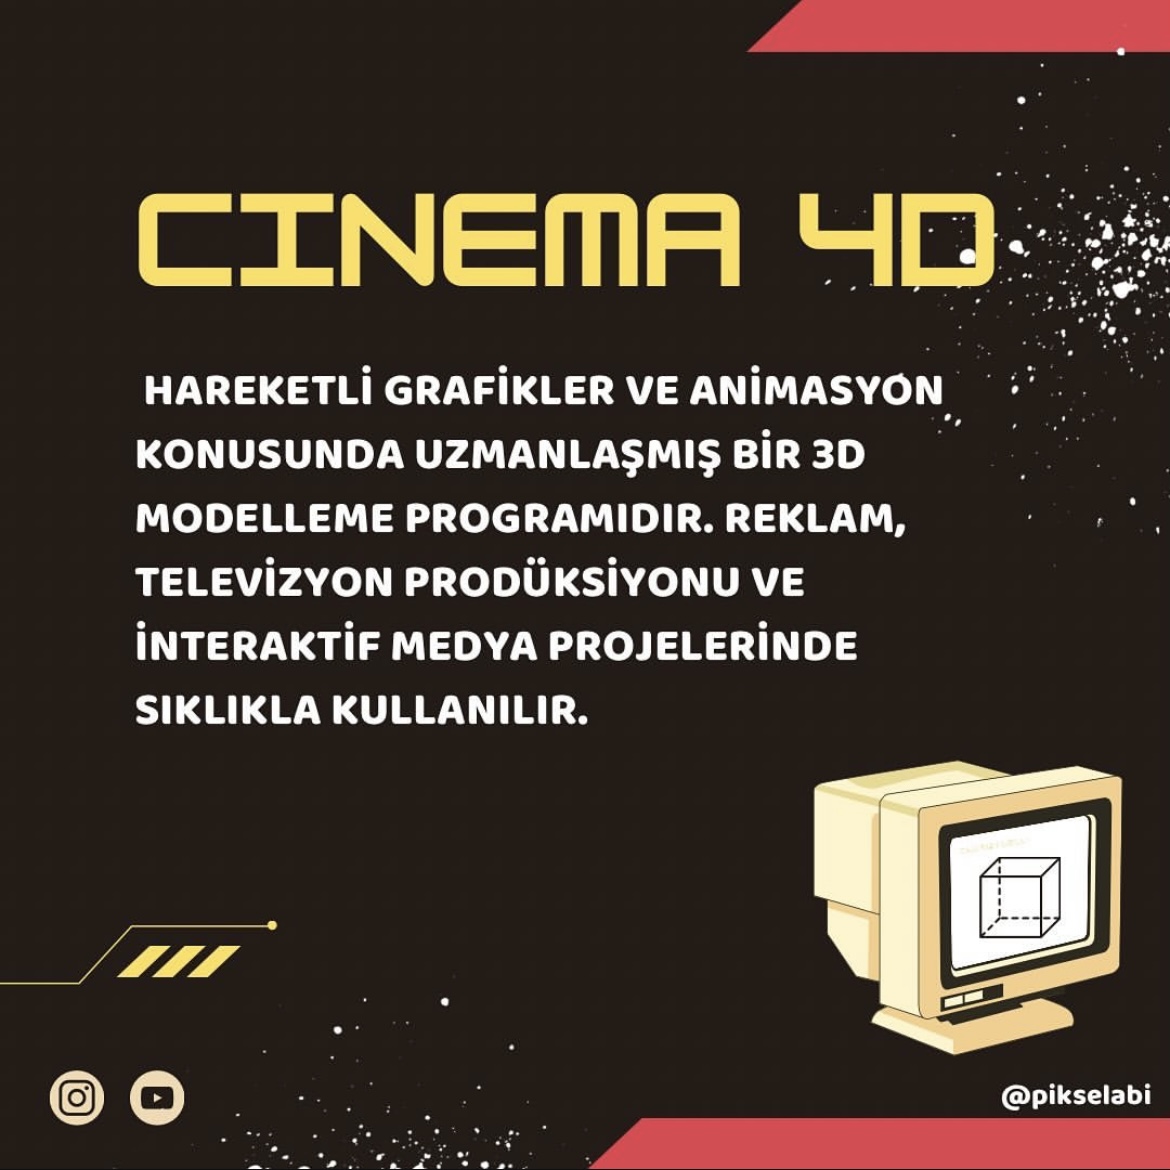 CINEMA 4D
HAREKETLİ GRAFİKLER VE ANİMASYON
KONUSUNDA UZMANLAŞMIŞ BİR 3D
MODELLEME PROGRAMIDIR. REKLAM,
TELEVİZYON PRODÜKSİYONU VE
İNTERAKTİF MEDYA PROJELERİNDE
SIKLIKLA KULLANILIR.
@pikselabi